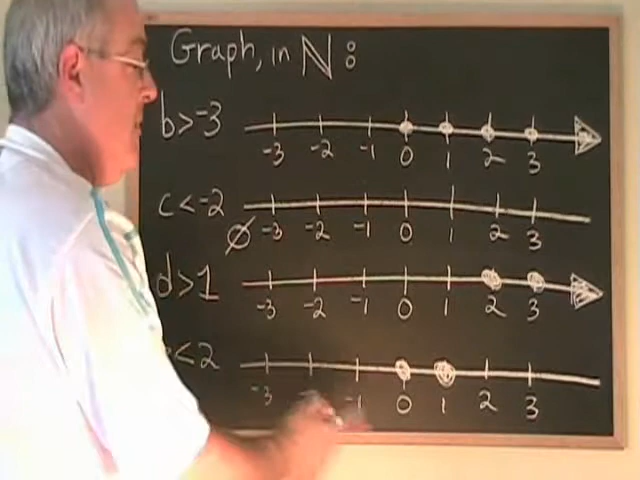 Graph, in ℕ:
b > -3
-3 -2 -1 0 1 2 3
c < -2
∅ -3 -2 -1 0 1 2 3
d > 1
-3 -2 -1 0 1 2 3
< 2
-3 -1 0 1 2 3